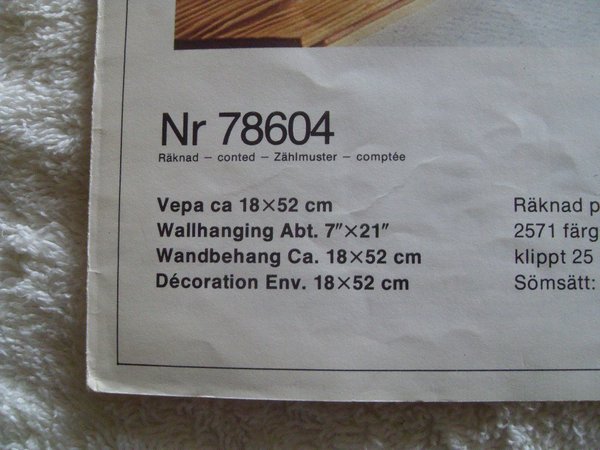 Nr 78604
Räknad – conted – Zählmuster – comptée
Vepa ca 18×52 cm
Wallhanging Abt. 7"×21"
Wandbehang Ca. 18×52 cm
Décoration Env. 18×52 cm
Räknad p
2571 färg
klippt 25
Sömsätt: